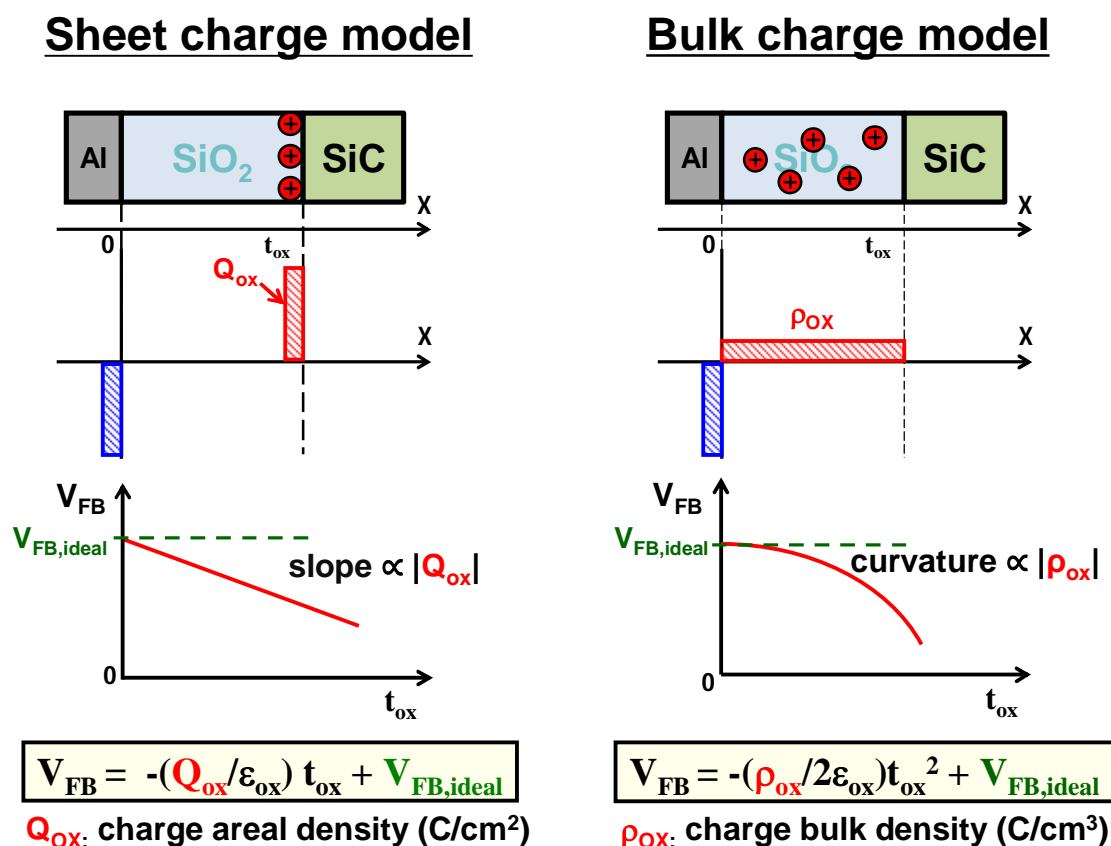 Sheet charge model
Al SiO₂ + + + SiC
X
0 tₒₓ
Qox
X
VFB
VFB,ideal
slope ∝ |Qox|
0
tox
VFB = -(Qox/εox) tox + VFB,ideal
QOX: charge areal density (C/cm²)
Bulk charge model
Al SiO + + + + + SiC
X
0 tox
ρOX
X
VFB
VFB,ideal
curvature ∝ |ρox|
0
tox
VFB = -(ρox/2εox)tox² + VFB,ideal
ρOX: charge bulk density (C/cm³)